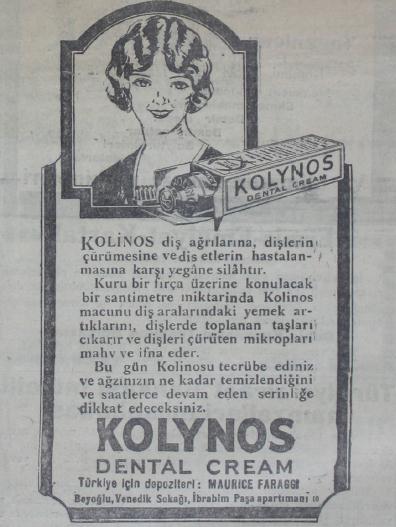 KOLYNOS
DENTAL CREAM
KOLİNOS diş ağrılarına, dişlerin
çürümesine ve diş etlerin hastalan-
masına karşı yegâne silâhtır.
Kuru bir fırça üzerine konulacak
bir santimetre miktarında Kolinos
macunu diş aralarındaki yemek ar-
tıklarını, dişlerde toplanan taşları
çıkarır ve dişleri çürüten mikropları
mahv ve ifna eder.
Bu gün Kolinosu tecrübe ediniz
ve ağzınızın ne kadar temizlendiğini
ve saatlerce devam eden serinliğe
dikkat edeceksiniz.
KOLYNOS
DENTAL CREAM
Türkiye için depoziteri: MAURICE FARAGGI
Beyoğlu, Venedik Sokağı, İbrahim Paşa apartımanı 10